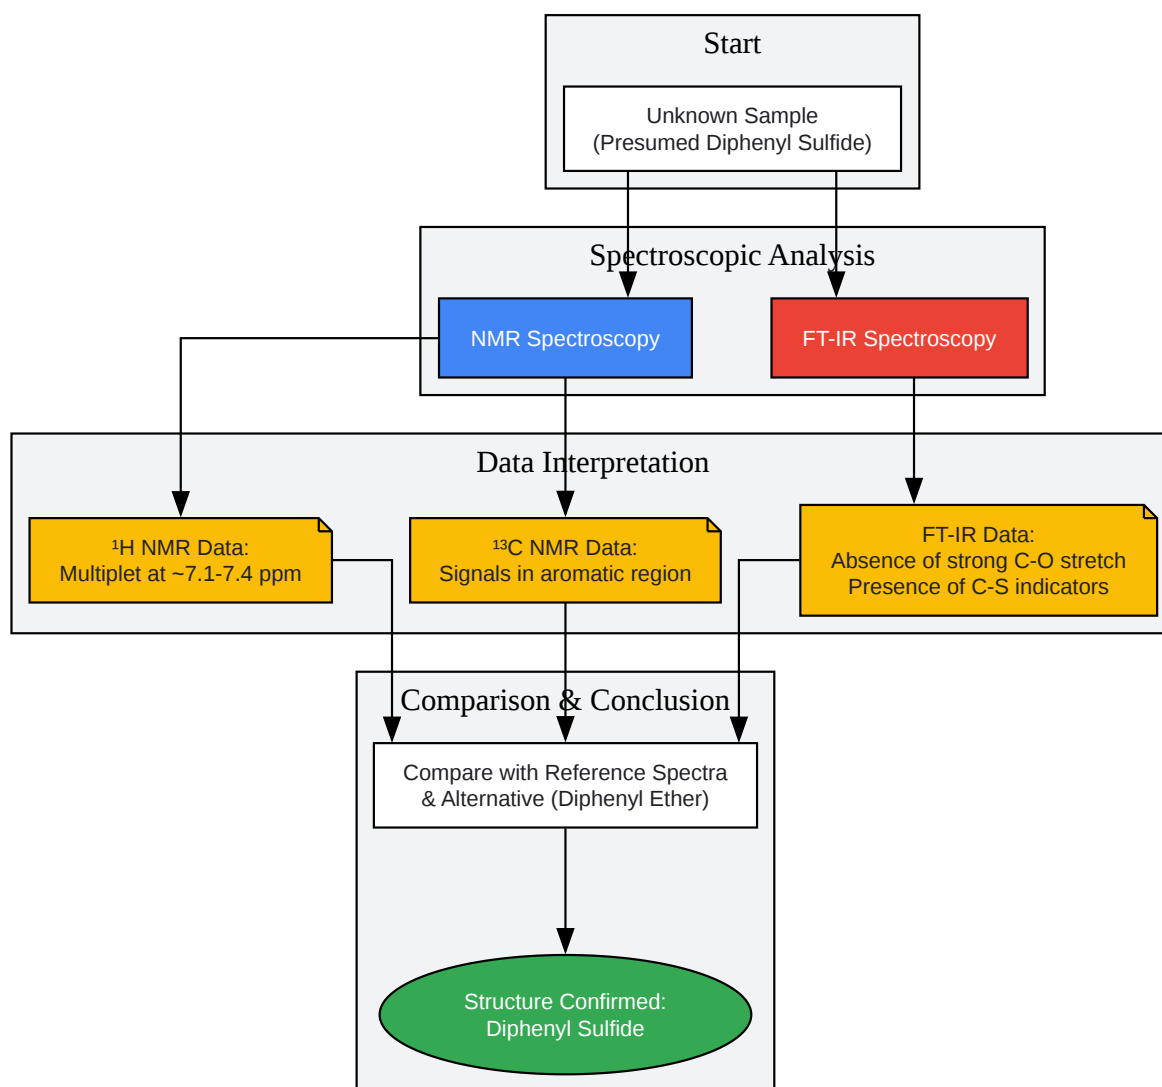 Start
Unknown Sample
(Presumed Diphenyl Sulfide)
Spectroscopic Analysis
NMR Spectroscopy
FT-IR Spectroscopy
Data Interpretation
¹H NMR Data:
Multiplet at ~7.1-7.4 ppm
¹³C NMR Data:
Signals in aromatic region
FT-IR Data:
Absence of strong C-O stretch
Presence of C-S indicators
Comparison & Conclusion
Compare with Reference Spectra
& Alternative (Diphenyl Ether)
Structure Confirmed:
Diphenyl Sulfide